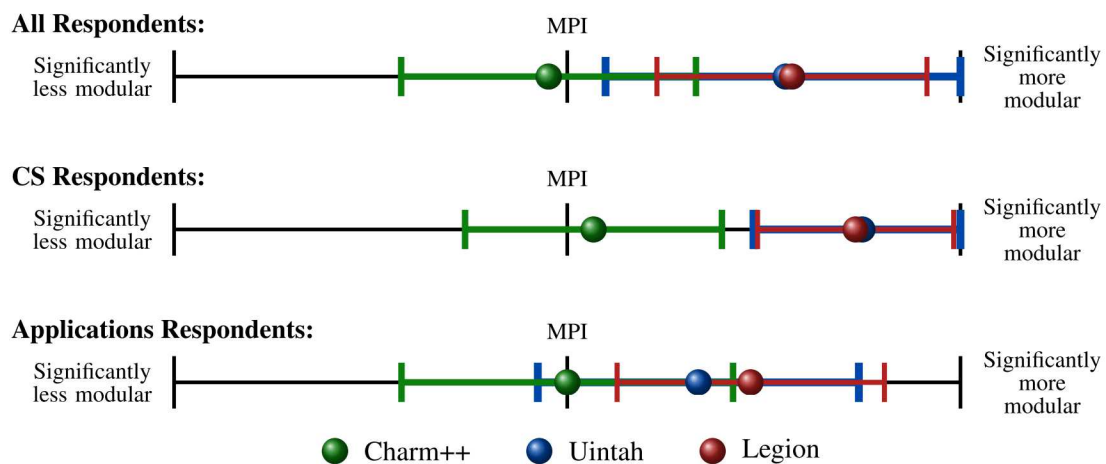 All Respondents:
MPI
Significantly
less modular
Significantly
more
modular
CS Respondents:
MPI
Significantly
less modular
Significantly
more
modular
Applications Respondents:
MPI
Significantly
less modular
Significantly
more
modular
Charm++ Uintah Legion